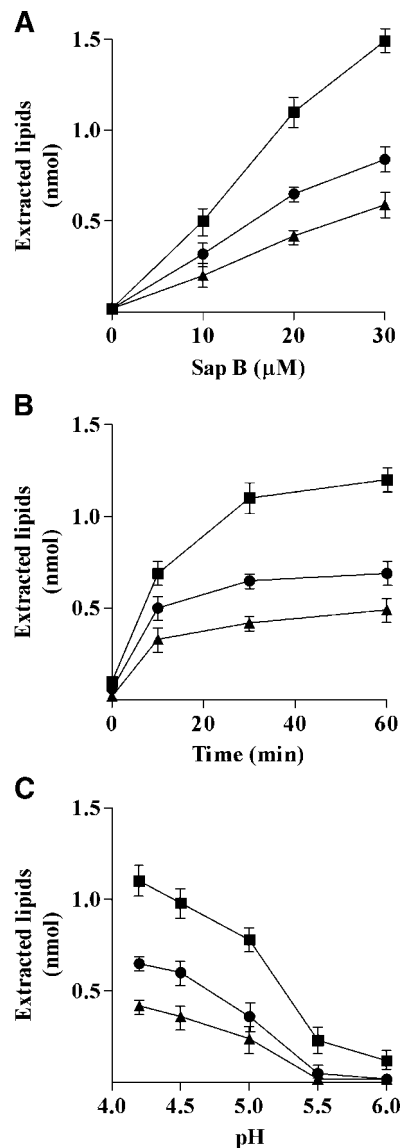 A
Extracted lipids
(nmol)
1.5
1.0
0.5
0 10 20 30
Sap B (μM)
B
Extracted lipids
(nmol)
1.5
1.0
0.5
0 20 40 60
Time (min)
C
Extracted lipids
(nmol)
1.5
1.0
0.5
4.0 4.5 5.0 5.5 6.0
pH